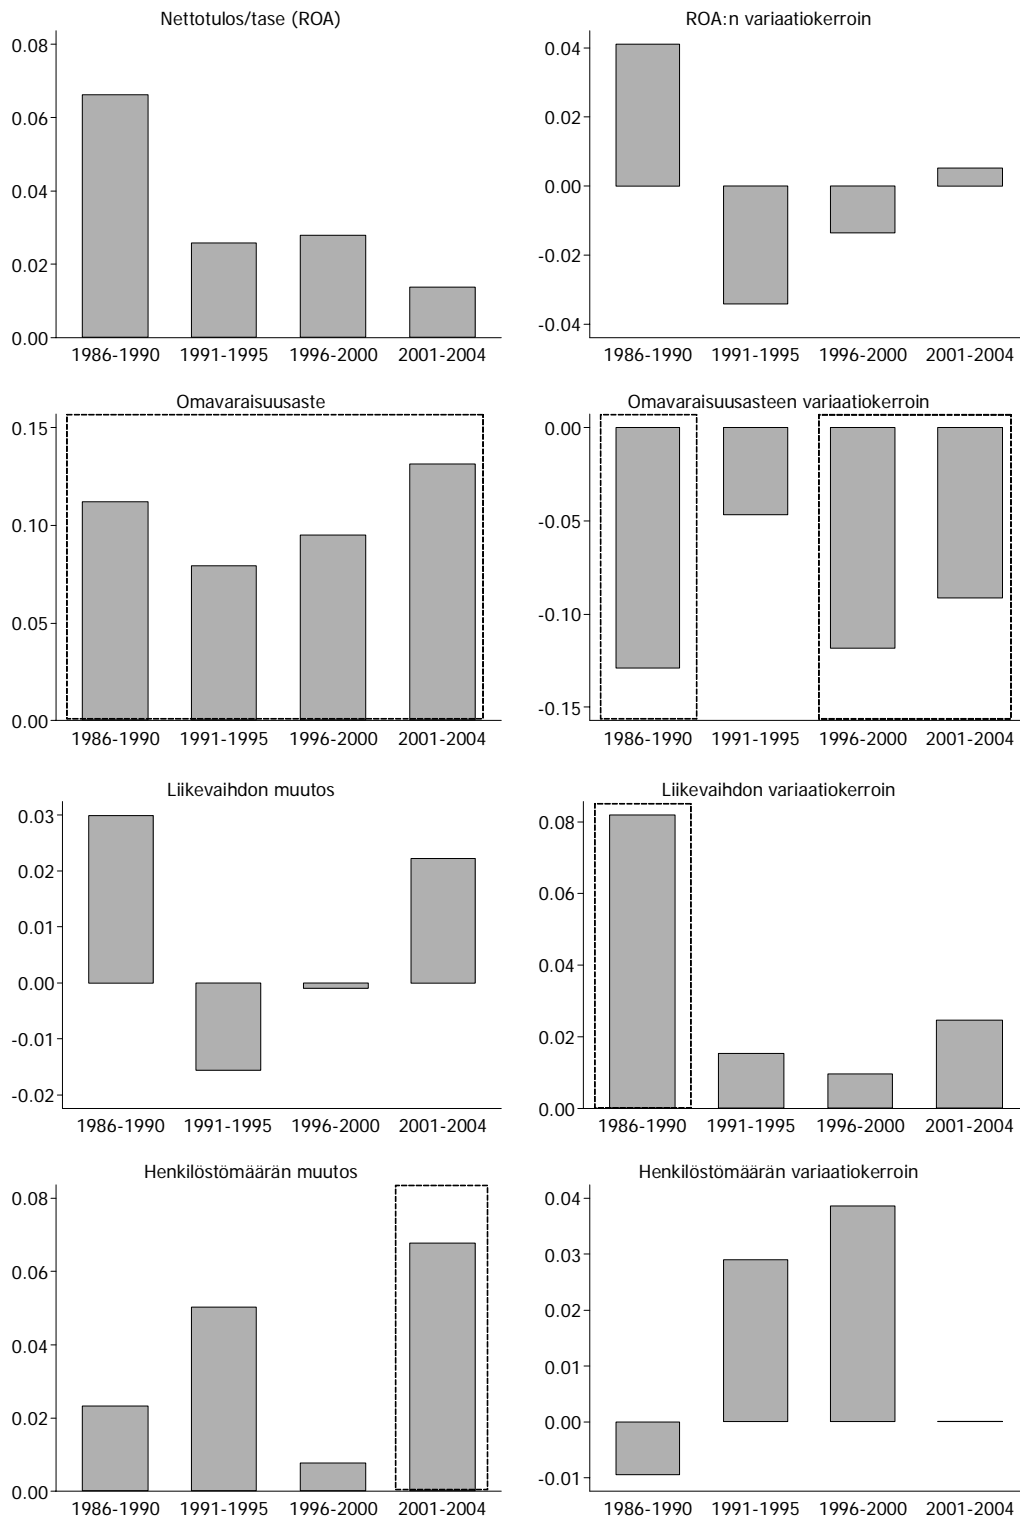 Nettotulos/tase (ROA)
0.08
0.06
0.04
0.02
0.00
1986-1990 1991-1995 1996-2000 2001-2004
ROA:n variaatiokerroin
0.04
0.02
0.00
-0.02
-0.04
1986-1990 1991-1995 1996-2000 2001-2004
Omavaraisuusaste
0.15
0.10
0.05
0.00
1986-1990 1991-1995 1996-2000 2001-2004
Omavaraisuusasteen variaatiokerroin
0.00
-0.05
-0.10
-0.15
1986-1990 1991-1995 1996-2000 2001-2004
Liikevaihdon muutos
0.03
0.02
0.01
0.00
-0.01
-0.02
1986-1990 1991-1995 1996-2000 2001-2004
Liikevaihdon variaatiokerroin
0.08
0.06
0.04
0.02
0.00
1986-1990 1991-1995 1996-2000 2001-2004
Henkilöstömäärän muutos
0.08
0.06
0.04
0.02
0.00
1986-1990 1991-1995 1996-2000 2001-2004
Henkilöstömäärän variaatiokerroin
0.04
0.03
0.02
0.01
0.00
-0.01
1986-1990 1991-1995 1996-2000 2001-2004